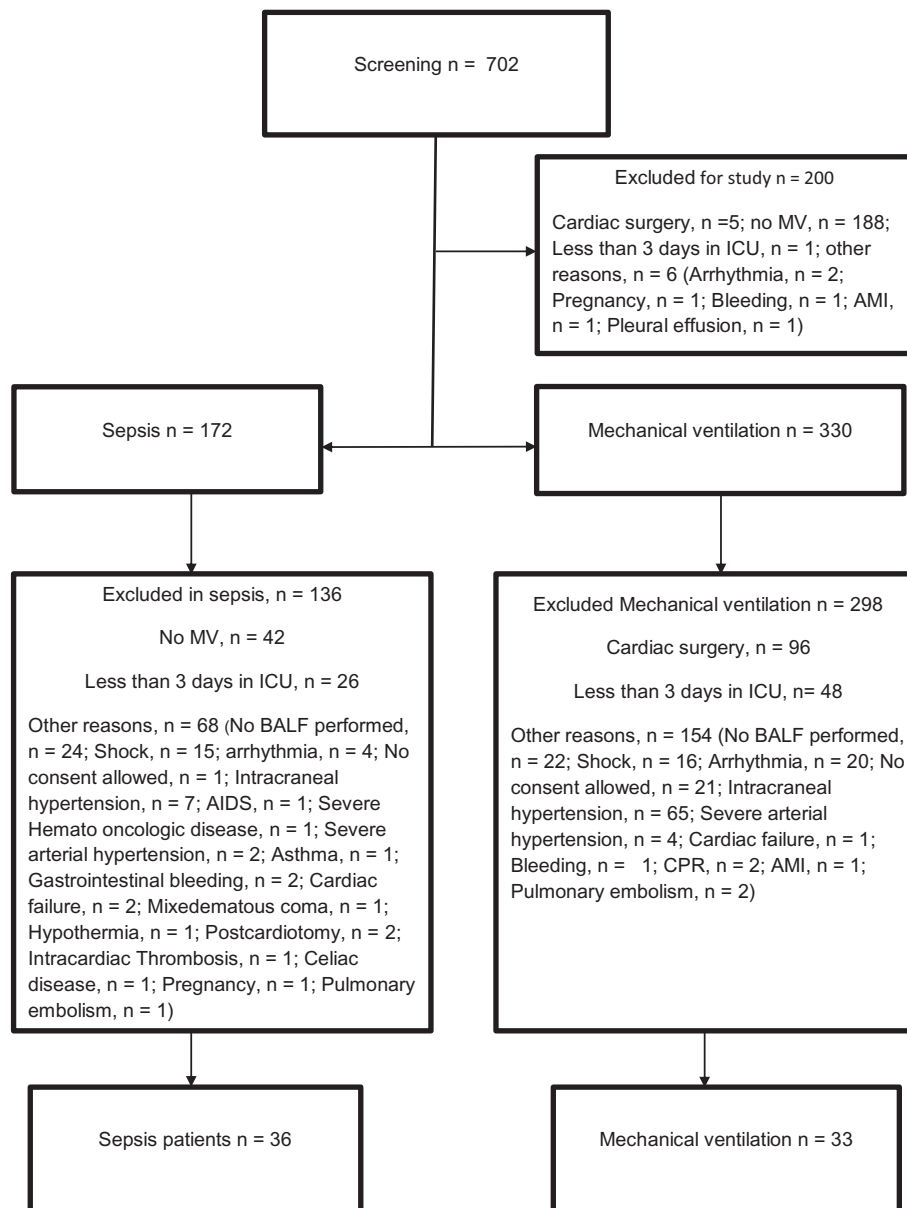 Screening n = 702
Excluded for study n = 200
Cardiac surgery, n =5; no MV, n = 188;
Less than 3 days in ICU, n = 1; other
reasons, n = 6 (Arrhythmia, n = 2;
Pregnancy, n = 1; Bleeding, n = 1; AMI,
n = 1; Pleural effusion, n = 1)
Sepsis n = 172
Mechanical ventilation n = 330
Excluded in sepsis, n = 136
No MV, n = 42
Less than 3 days in ICU, n = 26
Other reasons, n = 68 (No BALF performed,
n = 24; Shock, n = 15; arrhythmia, n = 4; No
consent allowed, n = 1; Intracraneal
hypertension, n = 7; AIDS, n = 1; Severe
Hemato oncologic disease, n = 1; Severe
arterial hypertension, n = 2; Asthma, n = 1;
Gastrointestinal bleeding, n = 2; Cardiac
failure, n = 2; Mixedematous coma, n = 1;
Hypothermia, n = 1; Postcardiotomy, n = 2;
Intracardiac Thrombosis, n = 1; Celiac
disease, n = 1; Pregnancy, n = 1; Pulmonary
embolism, n = 1)
Excluded Mechanical ventilation n = 298
Cardiac surgery, n = 96
Less than 3 days in ICU, n= 48
Other reasons, n = 154 (No BALF performed,
n = 22; Shock, n = 16; Arrhythmia, n = 20; No
consent allowed, n = 21; Intracraneal
hypertension, n = 65; Severe arterial
hypertension, n = 4; Cardiac failure, n = 1;
Bleeding, n = 1; CPR, n = 2; AMI, n = 1;
Pulmonary embolism, n = 2)
Sepsis patients n = 36
Mechanical ventilation n = 33